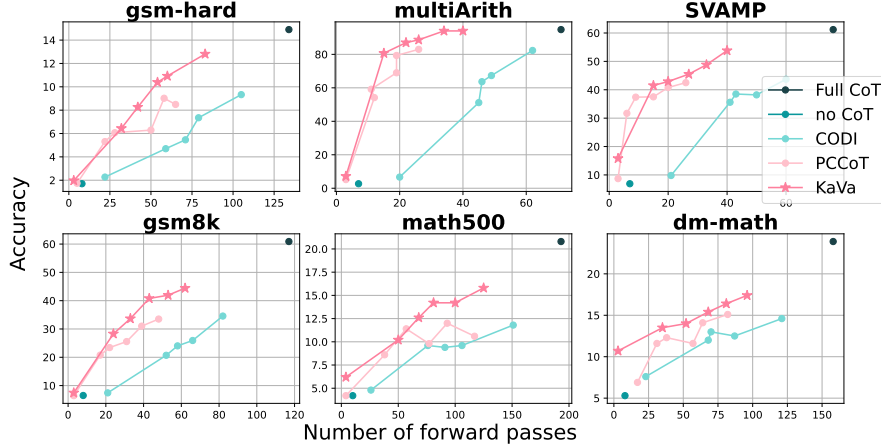 gsm-hard
multiArith
SVAMP
14
12
10
8
6
4
2
0 25 50 75 100 125
80
60
40
20
0
0 20 40 60
60
50
40
30
20
10
0 20 40 60
Full CoT
no CoT
CODI
PCCoT
KaVa
Accuracy
gsm8k
math500
dm-math
60
50
40
30
20
10
0 20 40 60 80 100 120
20.0
17.5
15.0
12.5
10.0
7.5
5.0
0 50 100 150 200
20
15
10
5
0 25 50 75 100 125 150
Number of forward passes